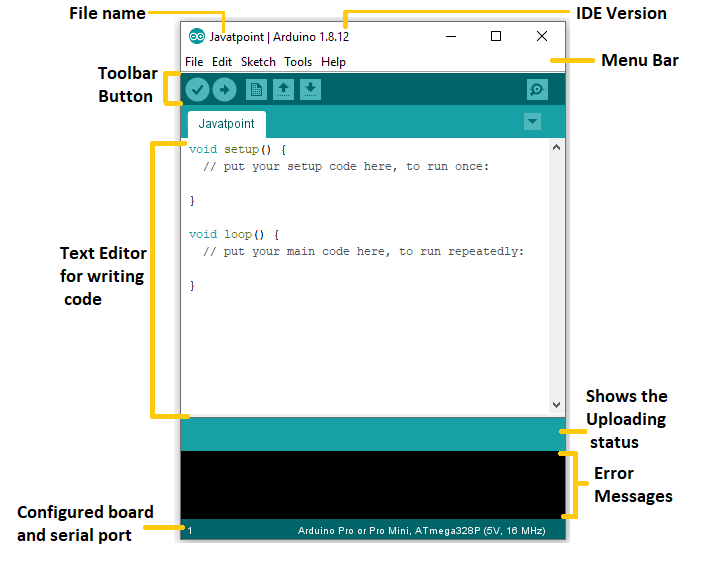 File name
IDE Version
Javatpoint | Arduino 1.8.12
File Edit Sketch Tools Help
Menu Bar
Toolbar
Button
Javatpoint
void setup() {
// put your setup code here, to run once:
}
void loop() {
// put your main code here, to run repeatedly:
}
Text Editor
for writing
code
Shows the
Uploading
status
Error
Messages
Configured board
and serial port
1
Arduino Pro or Pro Mini, ATmega328P (5V, 16 MHz)